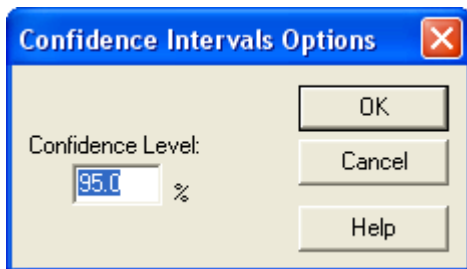 Confidence Intervals Options
OK
Confidence Level:
95.0 %
Cancel
Help